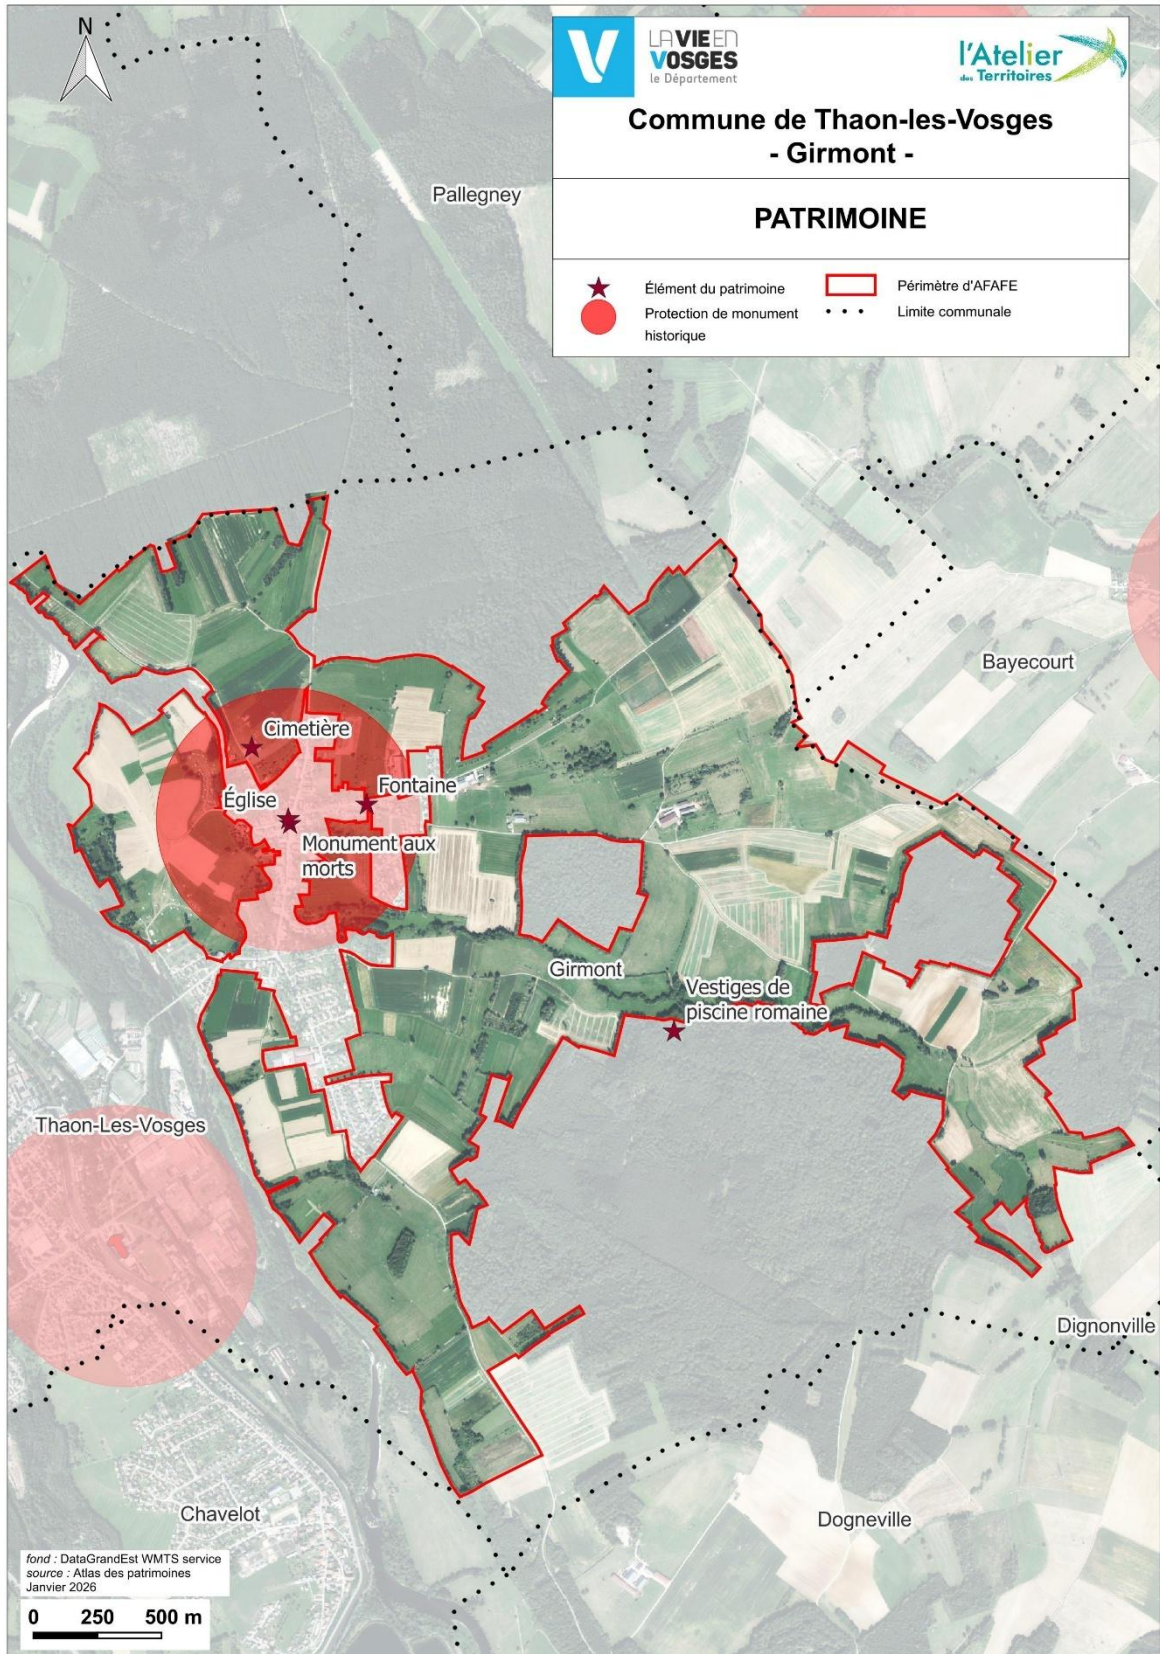 N
LA VIE EN
VOSGES
le Département
l'Atelier
des Territoires
Commune de Thaon-les-Vosges
- Girmont -
PATRIMOINE
Élément du patrimoine
Protection de monument
historique
Périmètre d'AFAFE
Limite communale
Pallegney
Bayecourt
Cimetière
Fontaine
Église
Monument aux
morts
Girmont
Vestiges de
piscine romaine
Thaon-Les-Vosges
Dignonville
Chavelot
Dogneville
fond : DataGrandEst WMTS service
source : Atlas des patrimoines
Janvier 2026
0 250 500 m